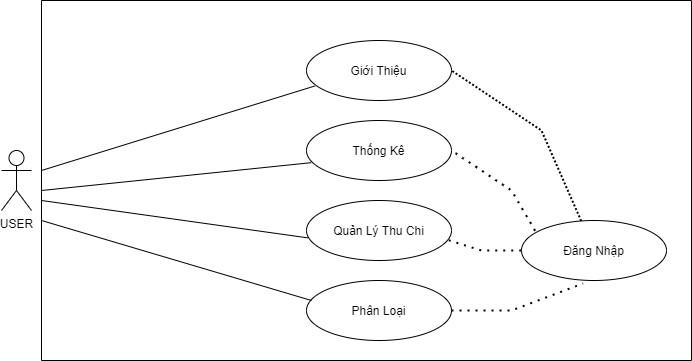 Giới Thiệu
Thống Kê
Quản Lý Thu Chi
Phân Loại
Đăng Nhập
USER